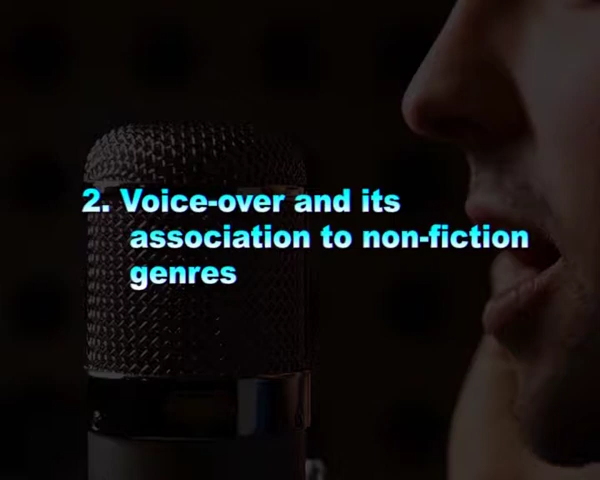 2. Voice-over and its
association to non-fiction
genres